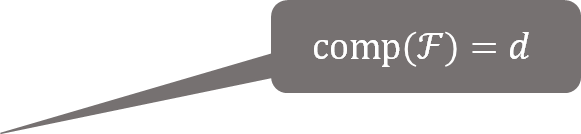 comp(ℱ) = d